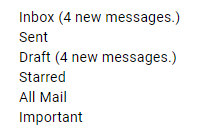 Inbox (4 new messages.)
Sent
Draft (4 new messages.)
Starred
All Mail
Important